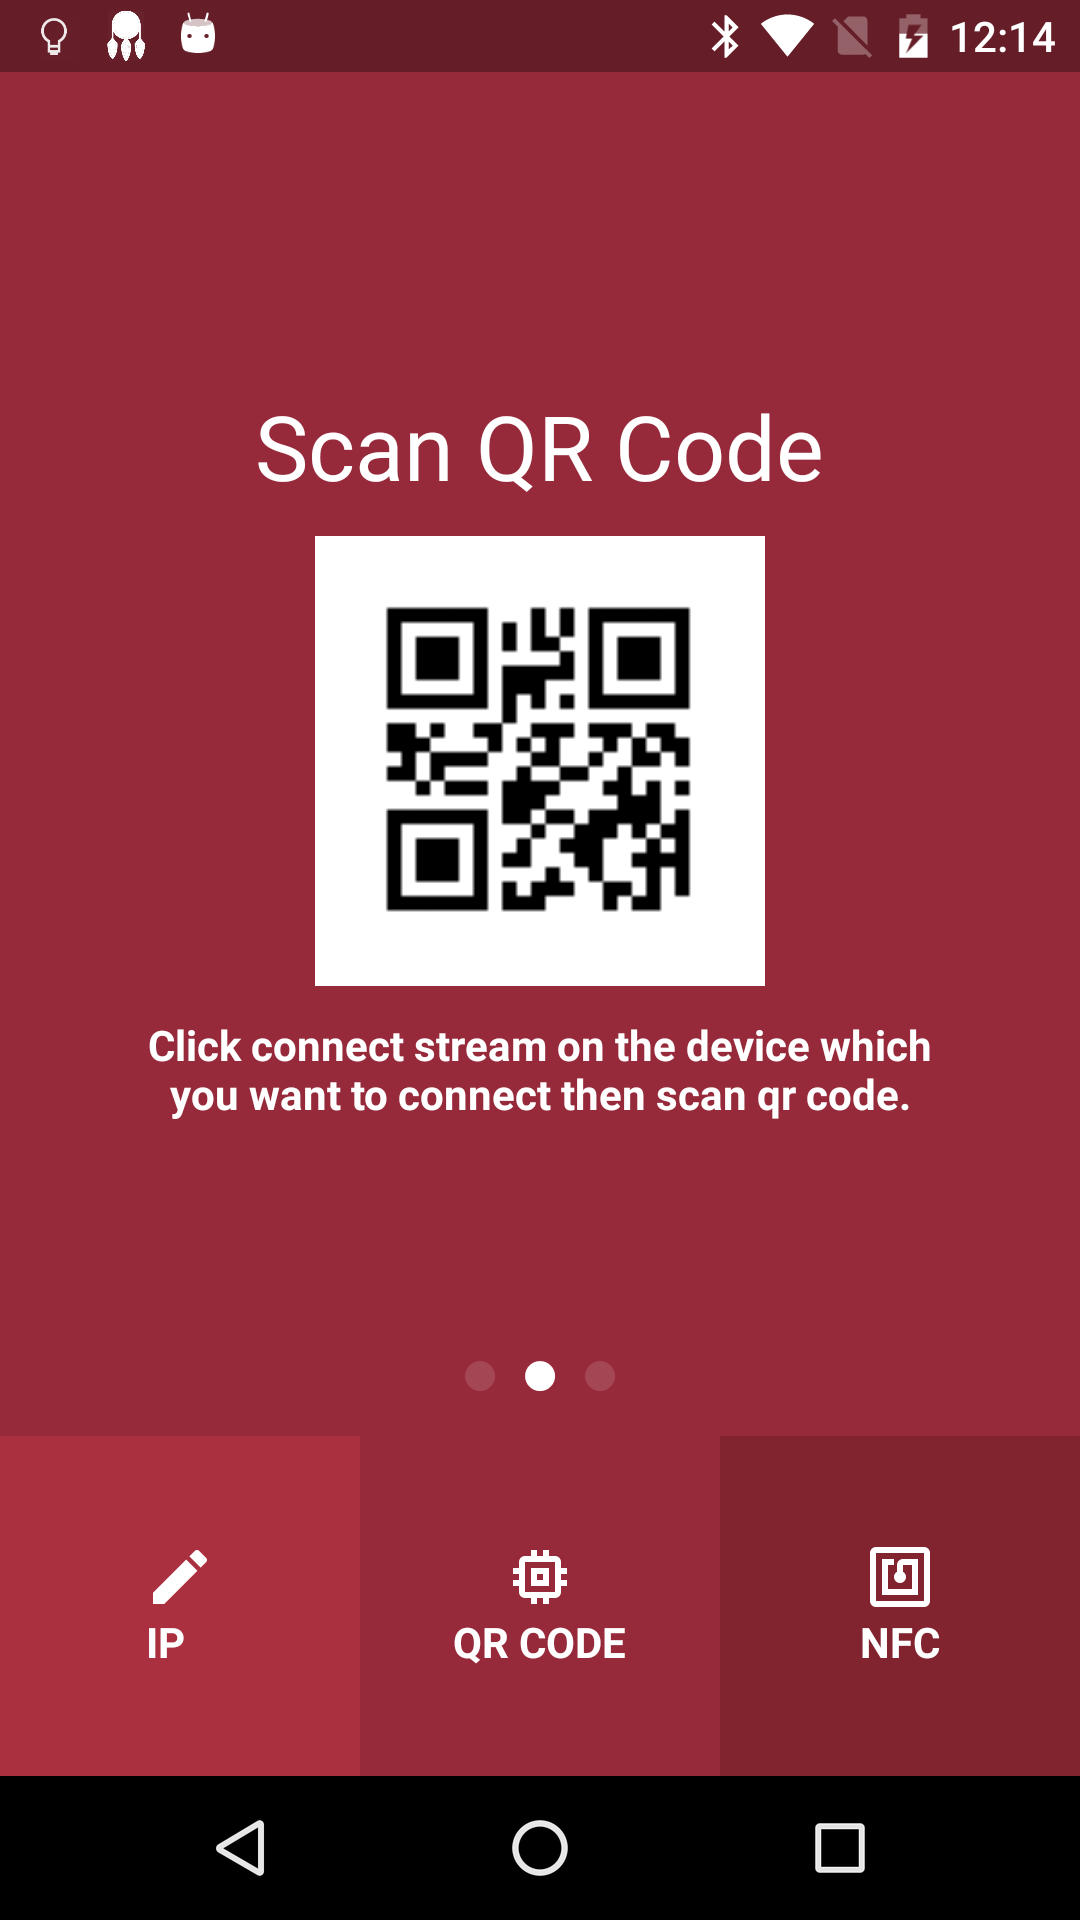 12:14
Scan QR Code
Click connect stream on the device which
you want to connect then scan qr code.
IP
QR CODE
NFC